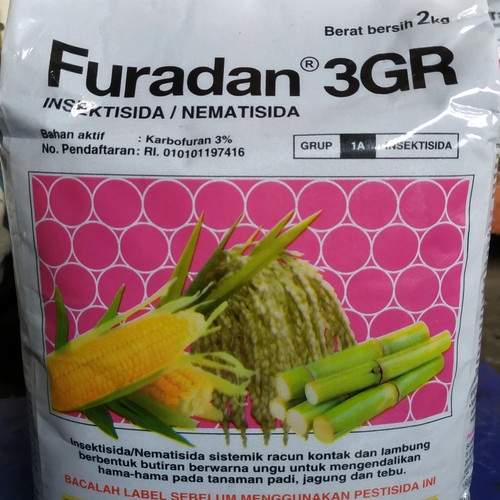 Berat bersih 2kg
Furadan® 3GR
INSEKTISIDA / NEMATISIDA
Bahan aktif : Karbofuran 3%
No. Pendaftaran: RI. 010101197416
GRUP 1A INSEKTISIDA
Insektisida/Nematisida sistemik racun kontak dan lambung
berbentuk butiran berwarna ungu untuk mengendalikan
hama-hama pada tanaman padi, jagung dan tebu.
BACALAH LABEL SEBELUM MENGGUNAKAN PESTISIDA INI